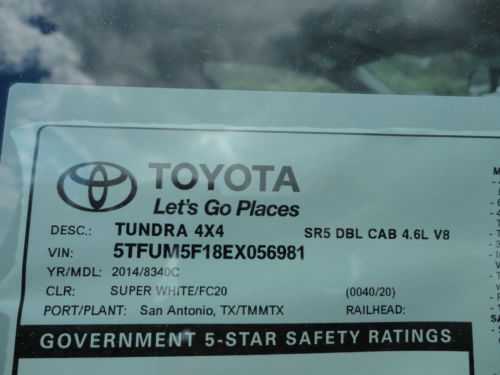 TOYOTA
Let's Go Places
DESC.: TUNDRA 4X4 SR5 DBL CAB 4.6L V8
VIN: 5TFUM5F18EX056981
YR/MDL: 2014/8340C
CLR: SUPER WHITE/FC20 (0040/20)
PORT/PLANT: San Antonio, TX/TMMTX RAILHEAD:
GOVERNMENT 5-STAR SAFETY RATINGS